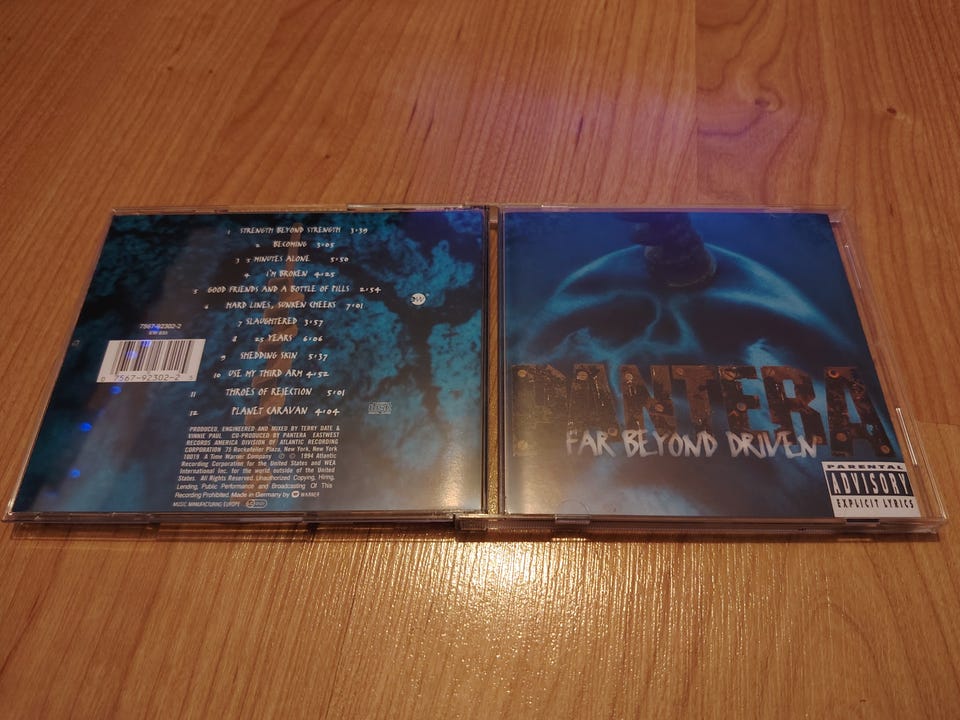 1 STRENGTH BEYOND STRENGTH 3:39
2 BECOMING 3:05
3 5 MINUTES ALONE 5:50
4 I'M BROKEN 4:25
5 GOOD FRIENDS AND A BOTTLE OF PILLS 2:54
6 HARD LINES, SUNKEN CHEEKS 7:01
7 SLAUGHTERED 3:57
8 25 YEARS 6:06
9 SHEDDING SKIN 5:37
10 USE MY THIRD ARM 4:52
11 THROES OF REJECTION 5:01
12 PLANET CARAVAN 4:04
7567-92302-2
0 7567-92302-2 5
PRODUCED, ENGINEERED AND MIXED BY TERRY DATE &
VINNIE PAUL CO-PRODUCED BY PANTERA EASTWEST
RECORDS AMERICA DIVISION OF ATLANTIC RECORDING
CORPORATION 75 Rockefeller Plaza, New York, New York
10019 A Time Warner Company Ⓟ © 1994 Atlantic
Recording Corporation for the United States and WEA
International Inc. for the world outside of the United
States. All Rights Reserved. Unauthorized Copying, Hiring,
Lending, Public Performance and Broadcasting Of This
Recording Prohibited. Made in Germany by WARNER
MUSIC MANUFACTURING EUROPE
PANTERA
FAR BEYOND DRIVEN
PARENTAL
ADVISORY
EXPLICIT LYRICS